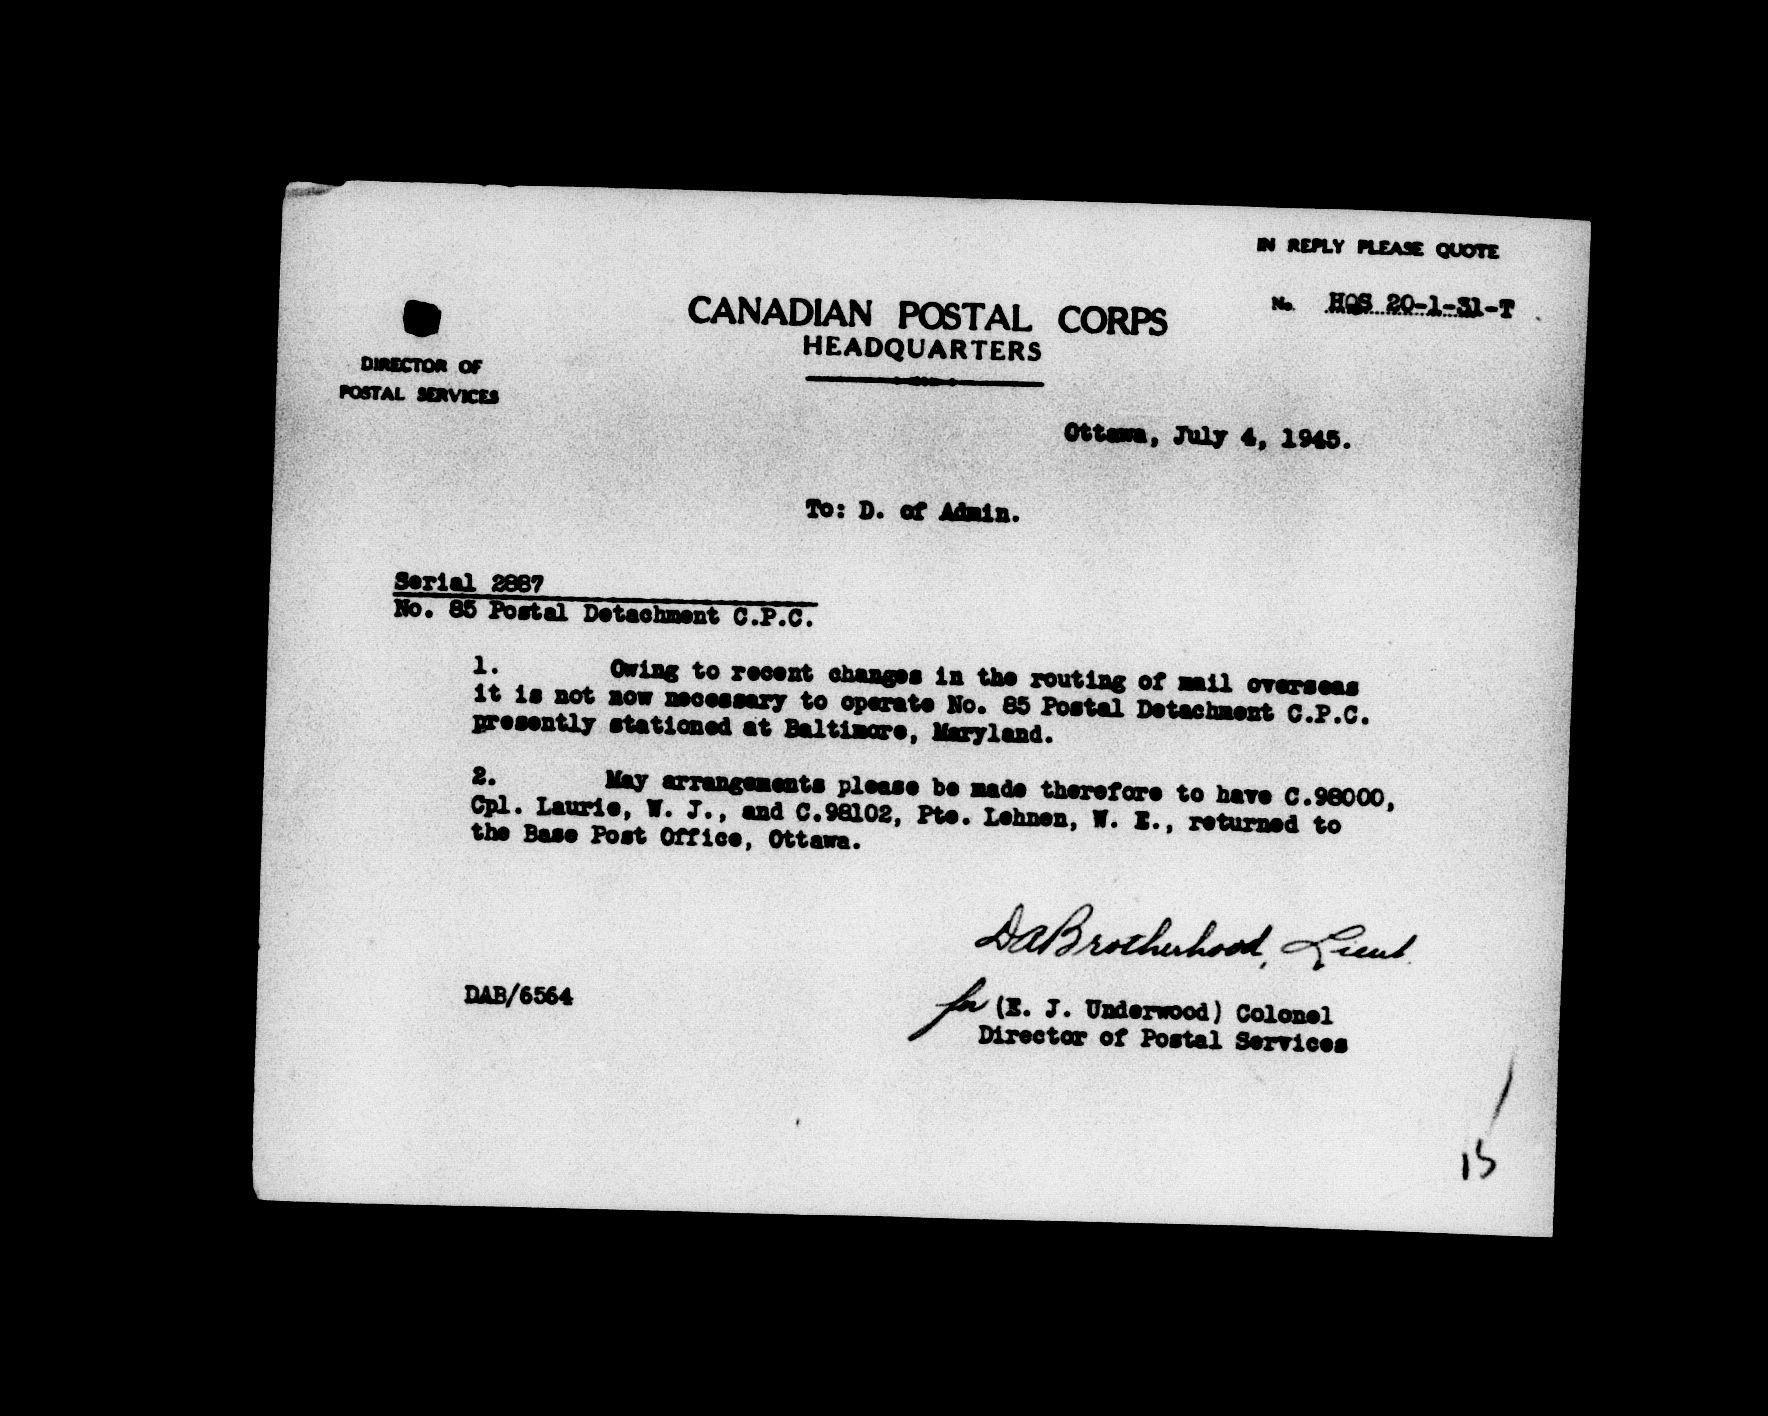 IN REPLY PLEASE QUOTE
No. HQS 20-1-31-T
CANADIAN POSTAL CORPS
HEADQUARTERS
DIRECTOR OF
POSTAL SERVICES
Ottawa, July 4, 1945.
To: D. of Admin.
Serial 2887
No. 85 Postal Detachment C.P.C.
1. Owing to recent changes in the routing of mail overseas
it is not now necessary to operate No. 85 Postal Detachment C.P.C.
presently stationed at Baltimore, Maryland.
2. May arrangements please be made therefore to have C.98000,
Cpl. Laurie, W. J., and C.98102, Pte. Lehnen, W. E., returned to
the Base Post Office, Ottawa.
DABrotherhood, Lieut.
DAB/6564
for (E. J. Underwood) Colonel
Director of Postal Services
15